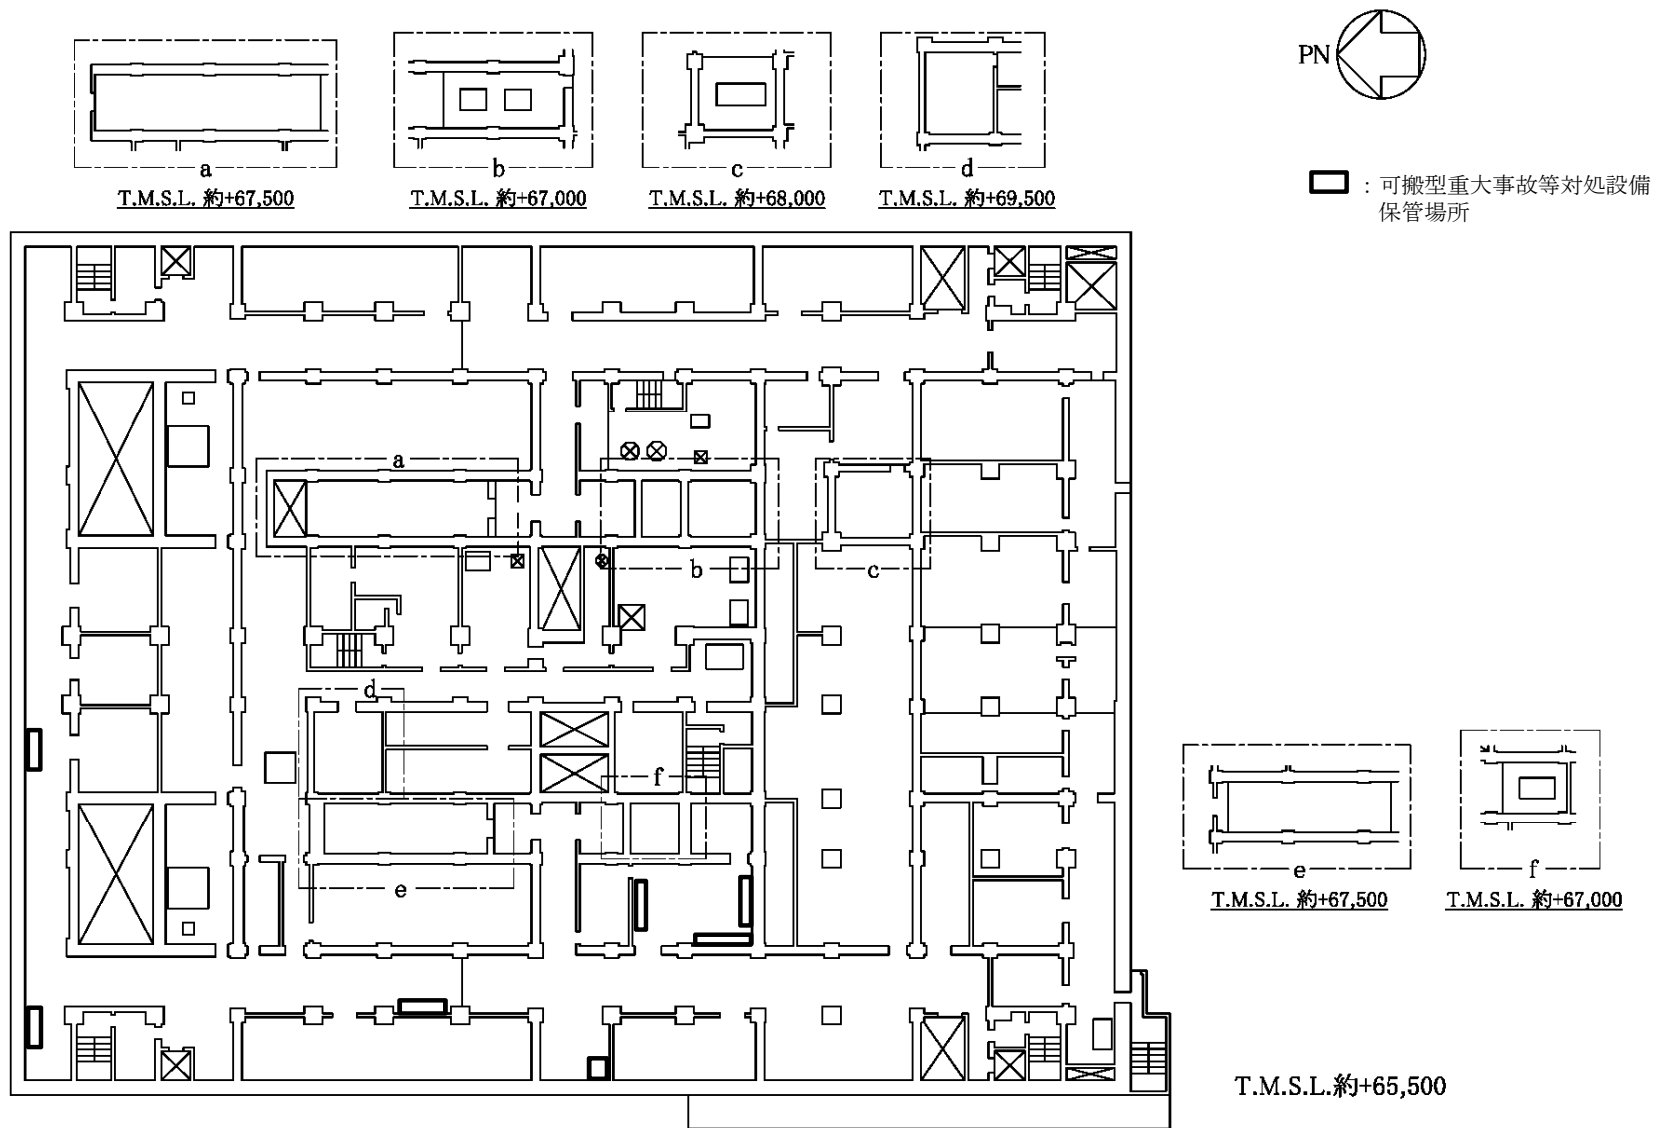 PN
a
T.M.S.L. 約+67,500
b
T.M.S.L. 約+67,000
c
T.M.S.L. 約+68,000
d
T.M.S.L. 約+69,500
：可搬型重大事故等対処設備
保管場所
a
b
c
d
f
e
e
T.M.S.L. 約+67,500
f
T.M.S.L. 約+67,000
T.M.S.L.約+65,500